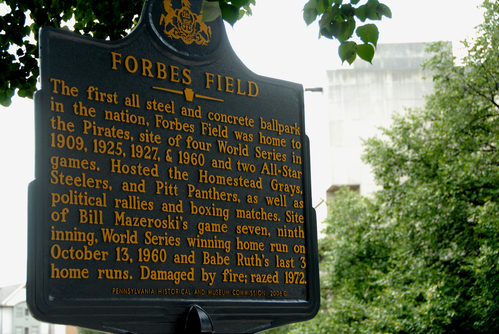 FORBES FIELD
The first all steel and concrete ballpark
in the nation, Forbes Field was home to
the Pirates, site of four World Series in
1909, 1925, 1927, & 1960 and two All-Star
games. Hosted the Homestead Grays,
Steelers, and Pitt Panthers, as well as
political rallies and boxing matches. Site
of Bill Mazeroski's game seven, ninth
inning, World Series winning home run on
October 13, 1960 and Babe Ruth's last 3
home runs. Damaged by fire; razed 1972.
PENNSYLVANIA HISTORICAL AND MUSEUM COMMISSION 2006